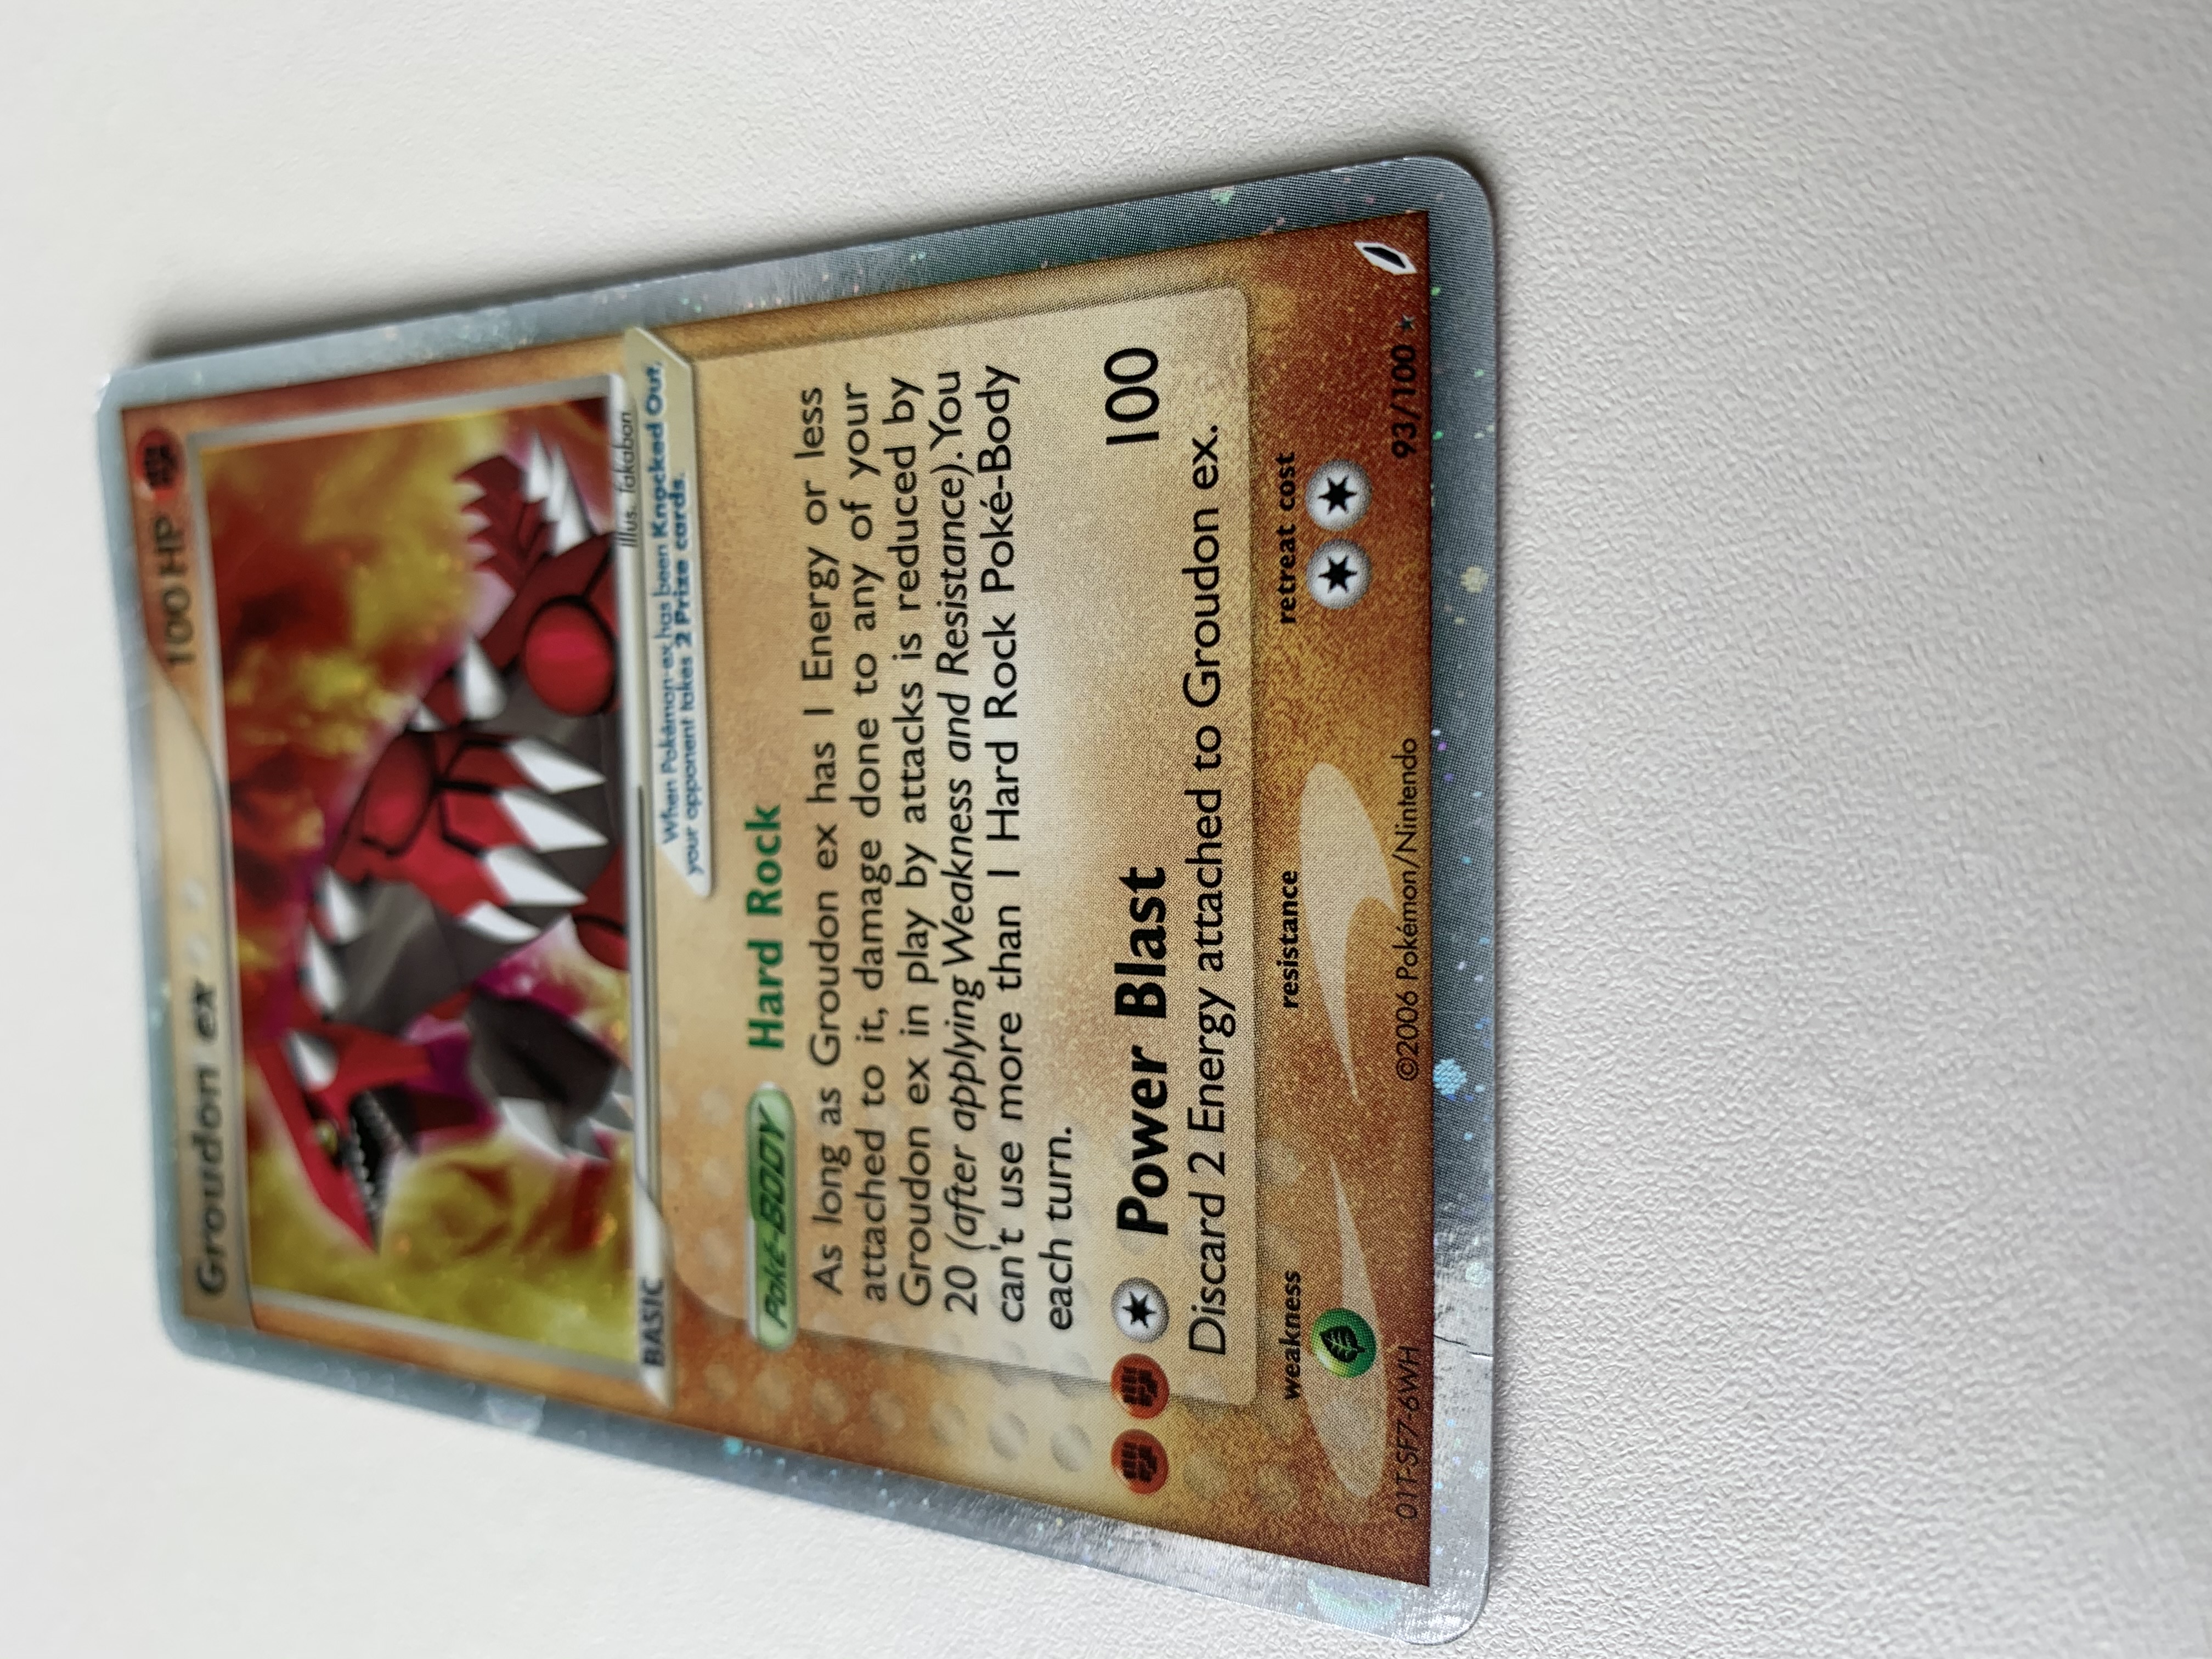 Groudon ex
100 HP
BASIC
Illus. Takabon
When Pokémon-ex has been Knocked Out,
your opponent takes 2 Prize cards.
Poké-BODY Hard Rock
As long as Groudon ex has 1 Energy or less
attached to it, damage done to any of your
Groudon ex in play by attacks is reduced by
20 (after applying Weakness and Resistance). You
can't use more than 1 Hard Rock Poké-Body
each turn.
Power Blast 100
Discard 2 Energy attached to Groudon ex.
weakness resistance retreat cost
01T-SF7-6WH ©2006 Pokémon/Nintendo 93/100 ★